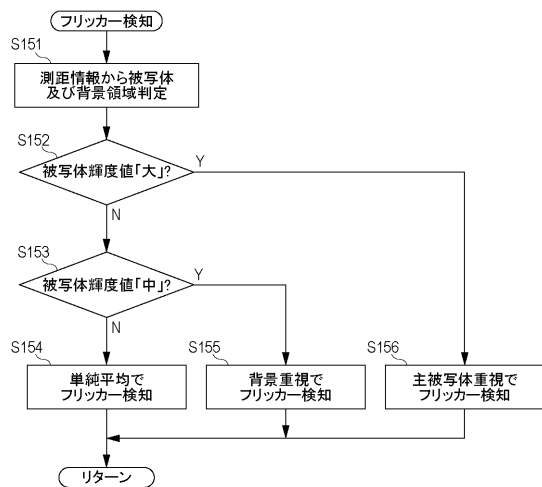 フリッカー検知
S151
測距情報から被写体
及び背景領域判定
S152
被写体輝度値「大」?
Y
N
S153
被写体輝度値「中」?
Y
N
S154
単純平均で
フリッカー検知
S155
背景重視で
フリッカー検知
S156
主被写体重視で
フリッカー検知
リターン